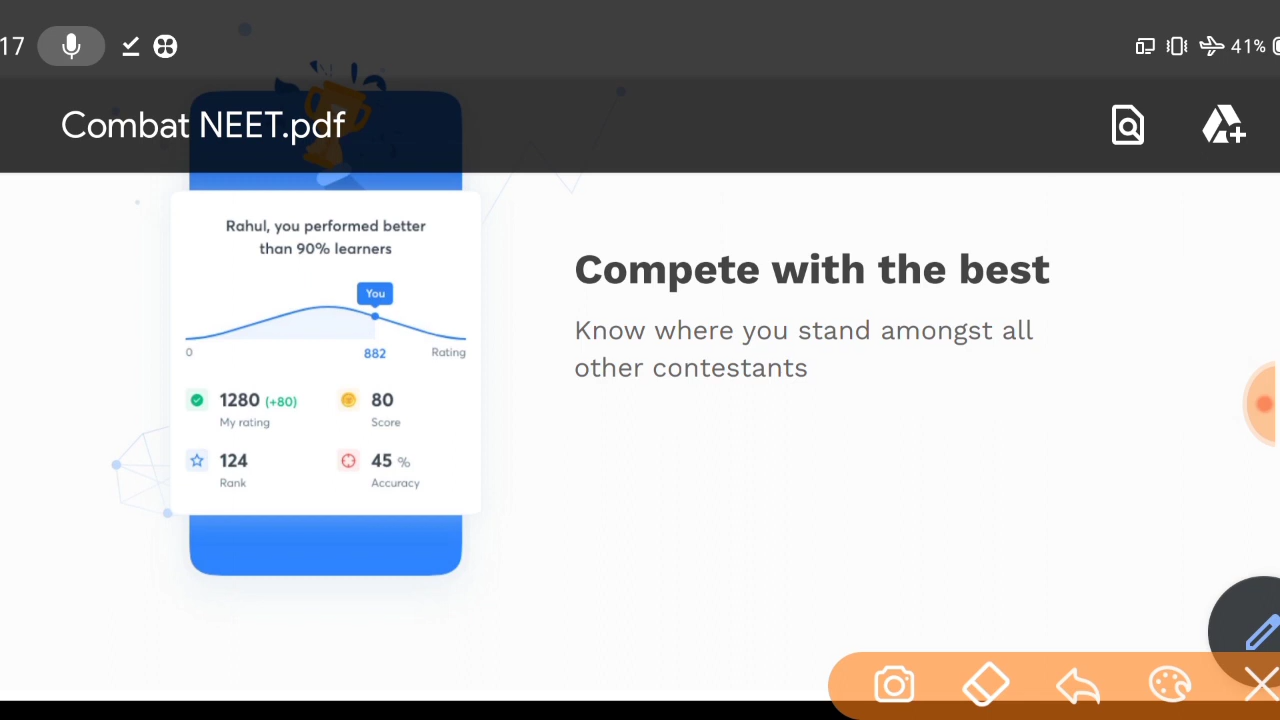 17
41%
Combat NEET.pdf
Rahul, you performed better
than 90% learners
You
0
882
Rating
1280 (+80)
My rating
80
Score
124
Rank
45 %
Accuracy
Compete with the best
Know where you stand amongst all
other contestants